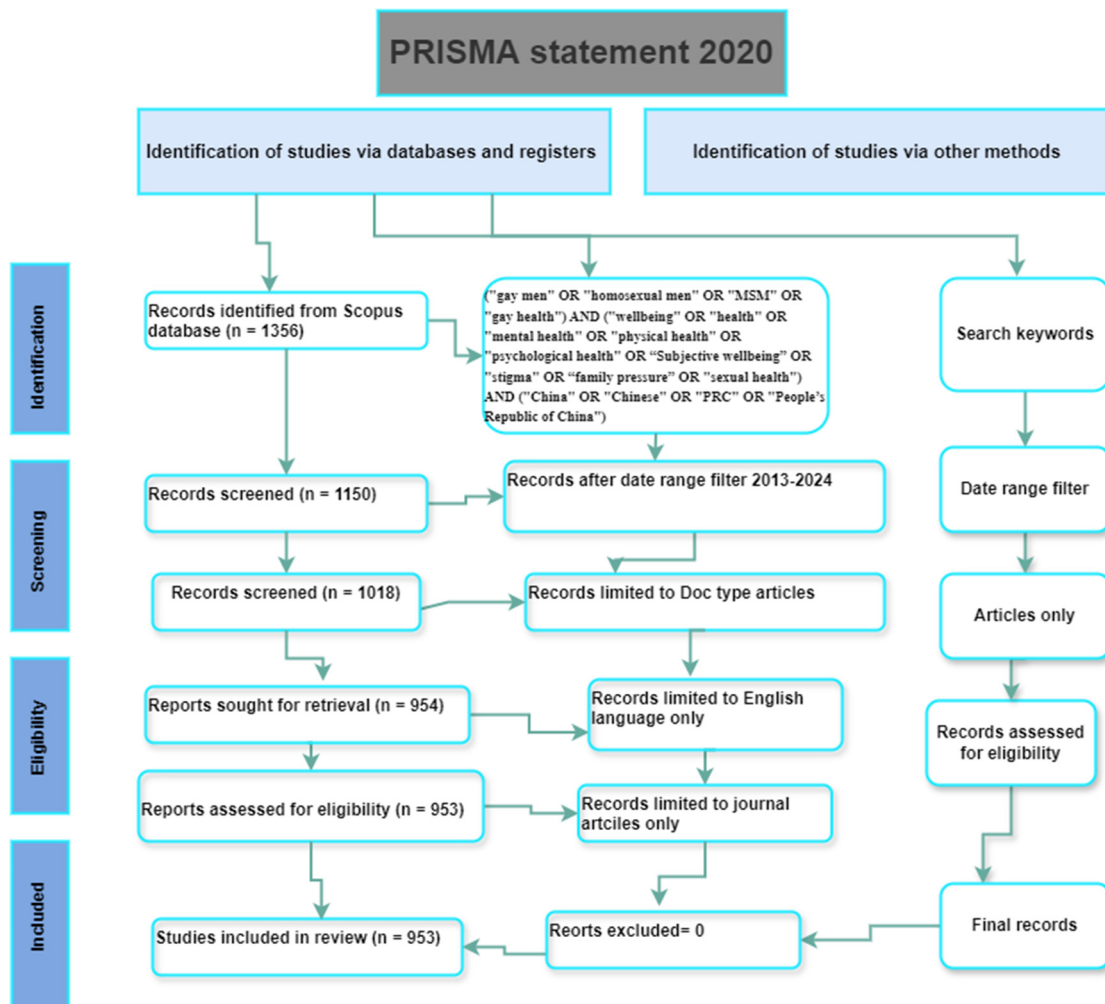 PRISMA statement 2020
Identification of studies via databases and registers
Identification of studies via other methods
Identification
Records identified from Scopus
database (n = 1356)
("gay men" OR "homosexual men" OR "MSM" OR
"gay health") AND ("wellbeing" OR "health" OR
"mental health" OR "physical health" OR
"psychological health" OR “Subjective wellbeing” OR
"stigma" OR “family pressure” OR "sexual health")
AND ("China" OR "Chinese" OR "PRC" OR "People’s
Republic of China")
Search keywords
Screening
Records screened (n = 1150)
Records after date range filter 2013-2024
Date range filter
Records screened (n = 1018)
Records limited to Doc type articles
Articles only
Eligibility
Reports sought for retrieval (n = 954)
Records limited to English
language only
Records assessed
for eligibility
Reports assessed for eligibility (n = 953)
Records limited to journal
artciles only
Included
Studies included in review (n = 953)
Reorts excluded= 0
Final records